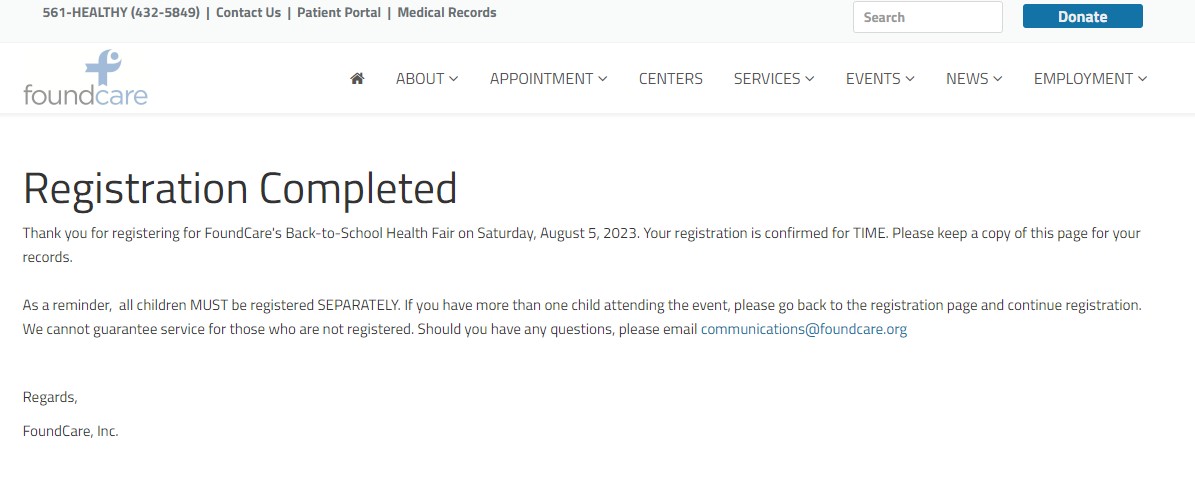 561-HEALTHY (432-5849) | Contact Us | Patient Portal | Medical Records
Search
Donate
foundcare
ABOUT
APPOINTMENT
CENTERS
SERVICES
EVENTS
NEWS
EMPLOYMENT
Registration Completed
Thank you for registering for FoundCare's Back-to-School Health Fair on Saturday, August 5, 2023. Your registration is confirmed for TIME. Please keep a copy of this page for your
records.
As a reminder,  all children MUST be registered SEPARATELY. If you have more than one child attending the event, please go back to the registration page and continue registration.
We cannot guarantee service for those who are not registered. Should you have any questions, please email communications@foundcare.org
Regards,
FoundCare, Inc.